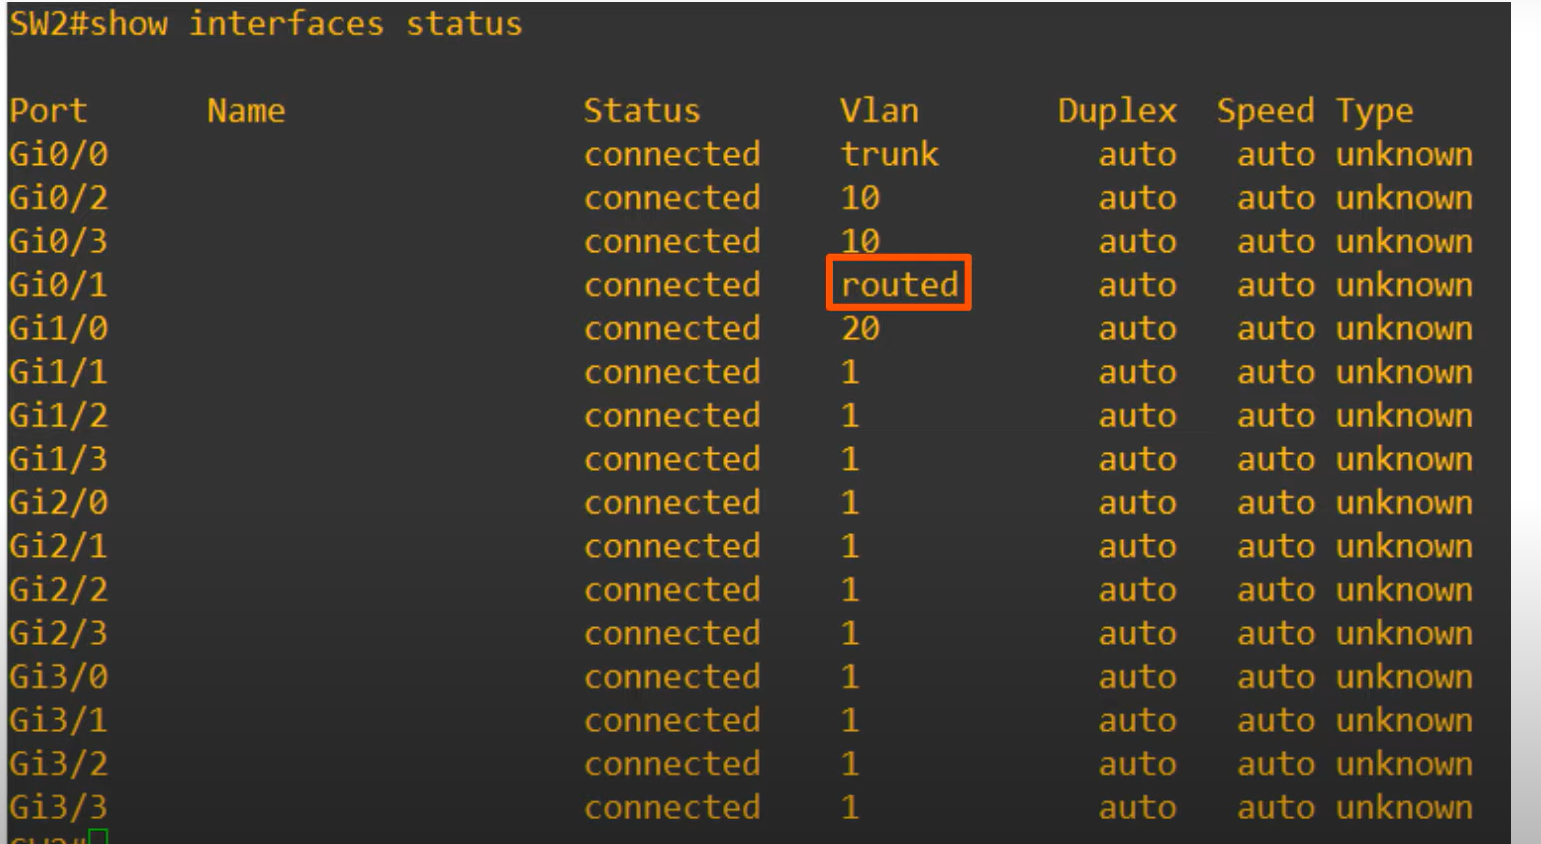 SW2#show interfaces status
Port Name Status Vlan Duplex Speed Type
Gi0/0 connected trunk auto auto unknown
Gi0/2 connected 10 auto auto unknown
Gi0/3 connected 10 auto auto unknown
Gi0/1 connected routed auto auto unknown
Gi1/0 connected 20 auto auto unknown
Gi1/1 connected 1 auto auto unknown
Gi1/2 connected 1 auto auto unknown
Gi1/3 connected 1 auto auto unknown
Gi2/0 connected 1 auto auto unknown
Gi2/1 connected 1 auto auto unknown
Gi2/2 connected 1 auto auto unknown
Gi2/3 connected 1 auto auto unknown
Gi3/0 connected 1 auto auto unknown
Gi3/1 connected 1 auto auto unknown
Gi3/2 connected 1 auto auto unknown
Gi3/3 connected 1 auto auto unknown